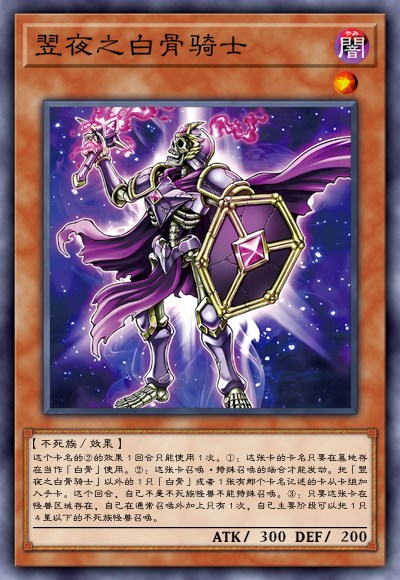 翌夜之白骨骑士
やみ
闇
【不死族／效果】
这个卡名的②的效果1回合只能使用1次。①：这张卡的卡名只要在墓地存
在当作「白骨」使用。②：这张卡召唤·特殊召唤的场合才能发动。把「翌
夜之白骨骑士」以外的1只「白骨」或者1张有那个卡名记述的卡从卡组加
入手卡。这个回合，自己不是不死族怪兽不能特殊召唤。③：只要这张卡在
怪兽区域存在，自己在通常召唤外加上只有1次，自己主要阶段可以把1只
4星以下的不死族怪兽召唤。
ATK/ 300 DEF/ 200